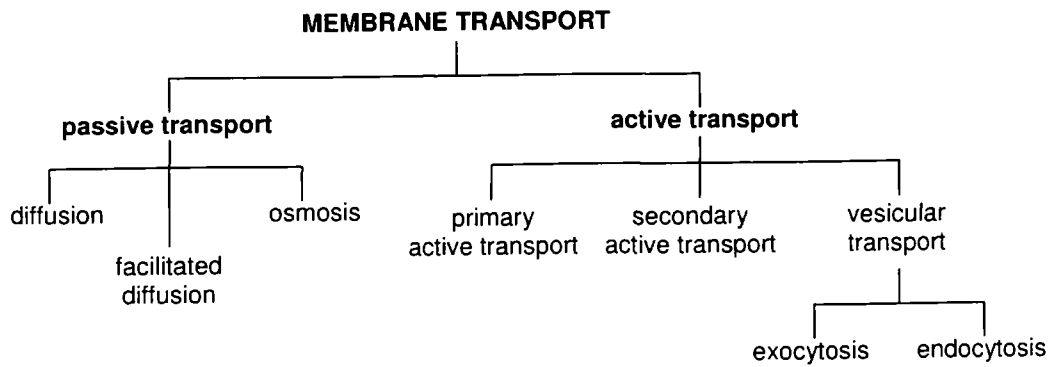 MEMBRANE TRANSPORT
passive transport
active transport
diffusion
facilitated
diffusion
osmosis
primary
active transport
secondary
active transport
vesicular
transport
exocytosis
endocytosis